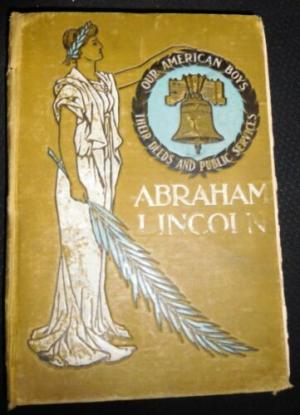 OUR AMERICAN BOYS
THEIR DEEDS AND PUBLIC SERVICES
ABRAHAM
LINCOLN